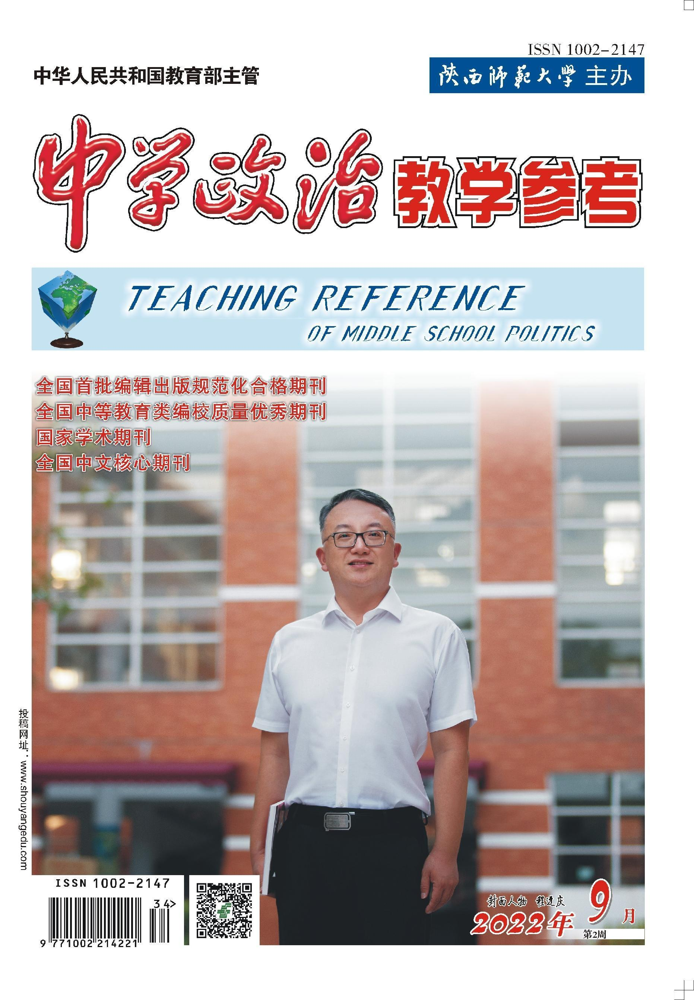 ISSN 1002-2147
中华人民共和国教育部主管
陕西师范大学 主办
中学政治教学参考
TEACHING REFERENCE
OF MIDDLE SCHOOL POLITICS
全国首批编辑出版规范化合格期刊
全国中等教育类编校质量优秀期刊
国家学术期刊
全国中文核心期刊
投稿网址：www.shouyangedu.com
ISSN 1002-2147
34>
9 771002 214221
封面人物 程逢庆
2022年 9月
第2周